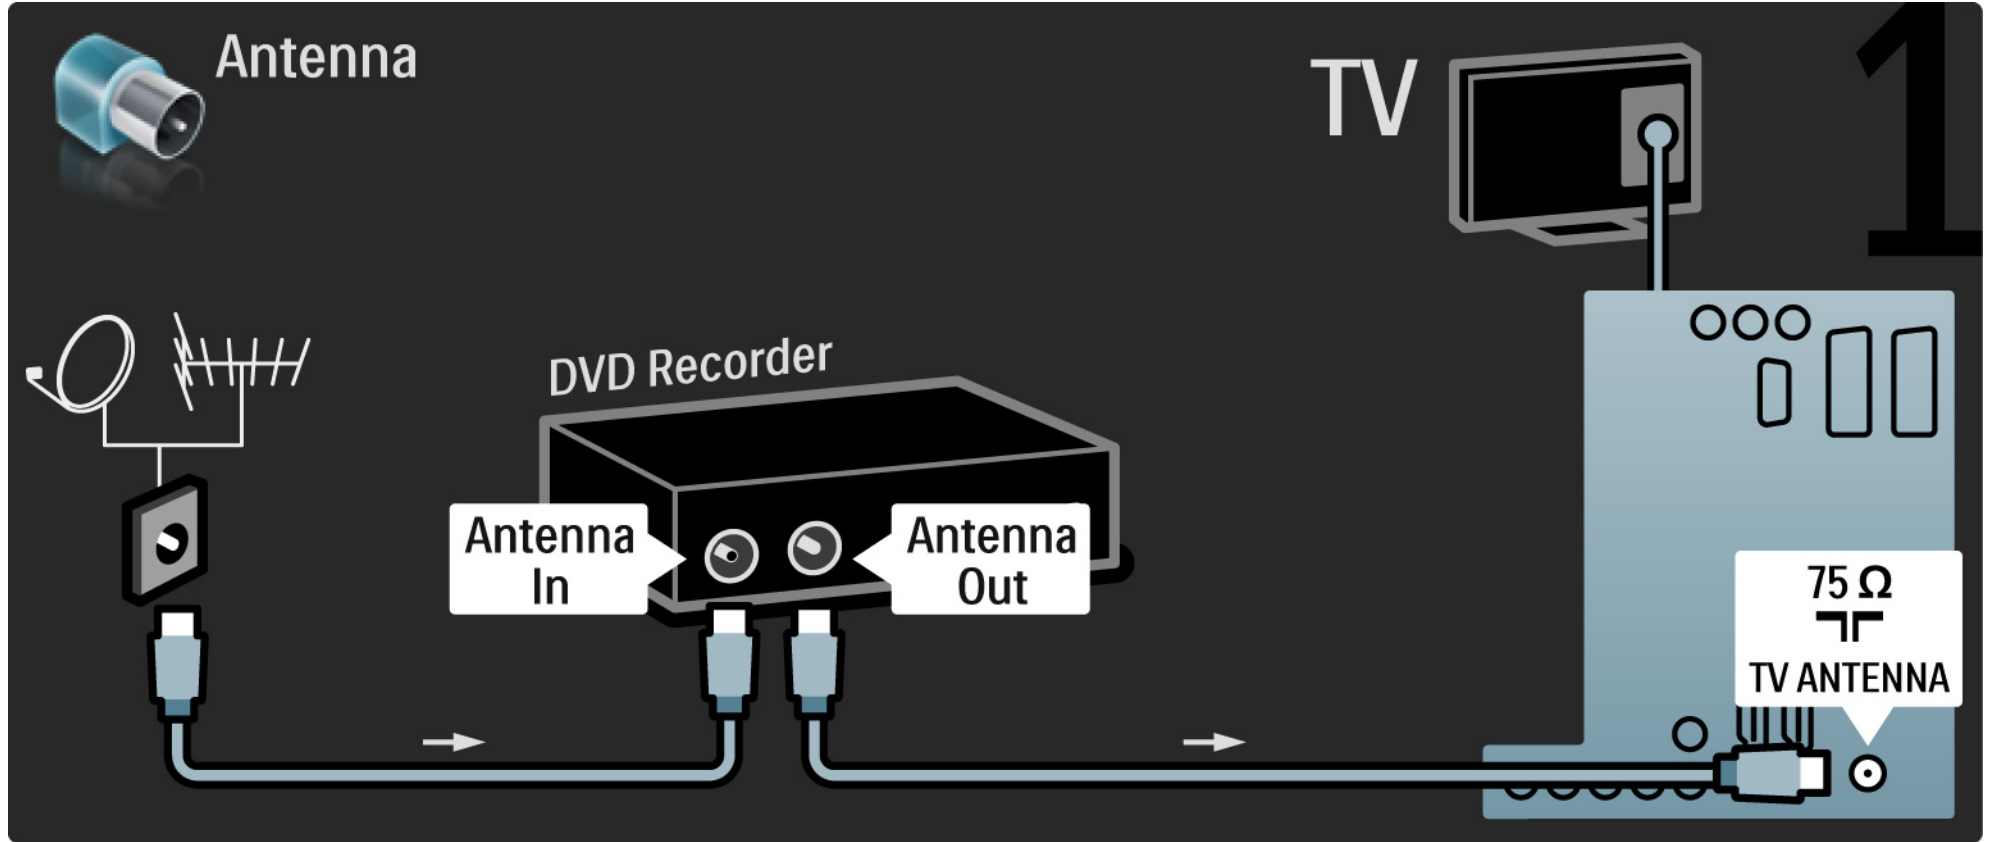 Antenna
TV
1
DVD Recorder
Antenna
In
Antenna
Out
75 Ω
TV ANTENNA